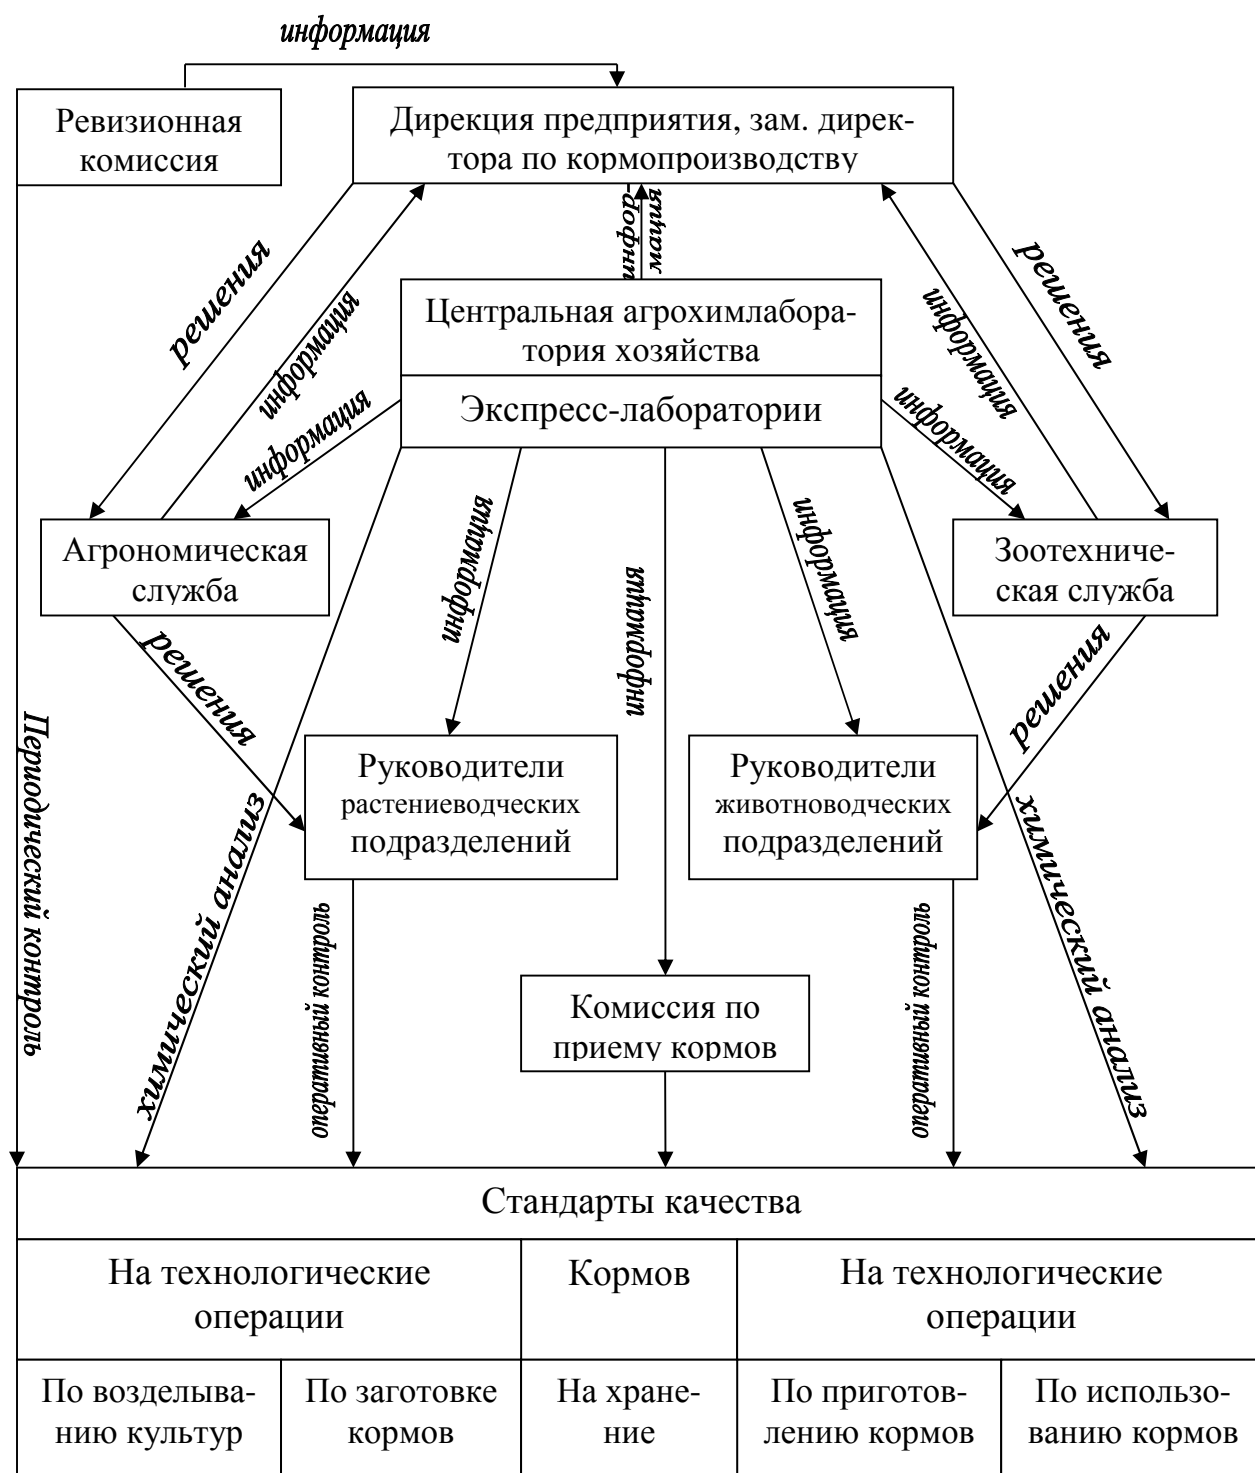 информация
Ревизионная
комиссия
Дирекция предприятия, зам. дирек-
тора по кормопроизводству
инфор-
мация
решения
информация
информация
решения
Центральная агрохимлабора-
тория хозяйства
Экспресс-лаборатории
информация
информация
Агрономическая
служба
информация
информация
информация
Зоотехниче-
ская служба
решения
решения
Периодический контроль
Руководители
растениеводческих
подразделений
Руководители
животноводческих
подразделений
химический анализ
оперативный контроль
Комиссия по
приему кормов
оперативный контроль
химический анализ
Стандарты качества
На технологические
операции
Кормов
На технологические
операции
По возделыва-
нию культур
По заготовке
кормов
На хране-
ние
По приготов-
лению кормов
По использо-
ванию кормов